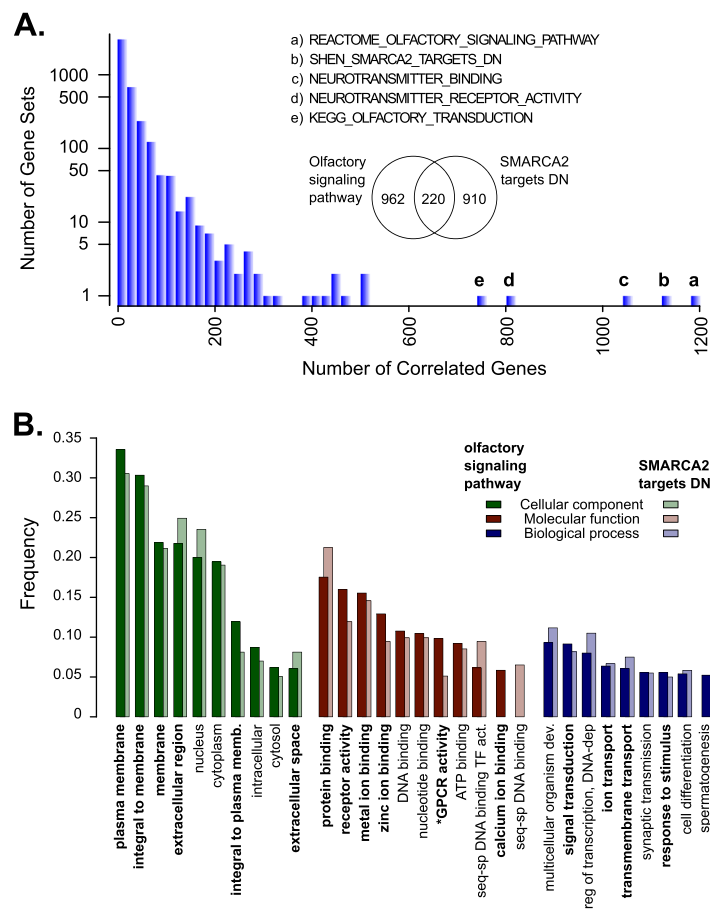 A.
a) REACTOME_OLFACTORY_SIGNALING_PATHWAY
b) SHEN_SMARCA2_TARGETS_DN
c) NEUROTRANSMITTER_BINDING
d) NEUROTRANSMITTER_RECEPTOR_ACTIVITY
e) KEGG_OLFACTORY_TRANSDUCTION
Number of Gene Sets
1000
500
100
50
10
5
1
Olfactory
signaling
pathway
SMARCA2
targets DN
962 220 910
e d c b a
0 200 400 600 800 1000 1200
Number of Correlated Genes
B.
Frequency
0.35
0.30
0.25
0.20
0.15
0.10
0.05
0
olfactory
signaling
pathway
SMARCA2
targets DN
Cellular component
Molecular function
Biological process
plasma membrane
integral to membrane
membrane
extracellular region
nucleus
cytoplasm
integral to plasma memb.
intracellular
cytosol
extracellular space
protein binding
receptor activity
metal ion binding
zinc ion binding
DNA binding
nucleotide binding
*GPCR activity
ATP binding
seq-sp DNA binding TF act.
calcium ion binding
seq-sp DNA binding
multicellular organism dev.
signal transduction
reg of transcription, DNA-dep
ion transport
transmembrane transport
synaptic transmission
response to stimulus
cell differentiation
spermatogenesis